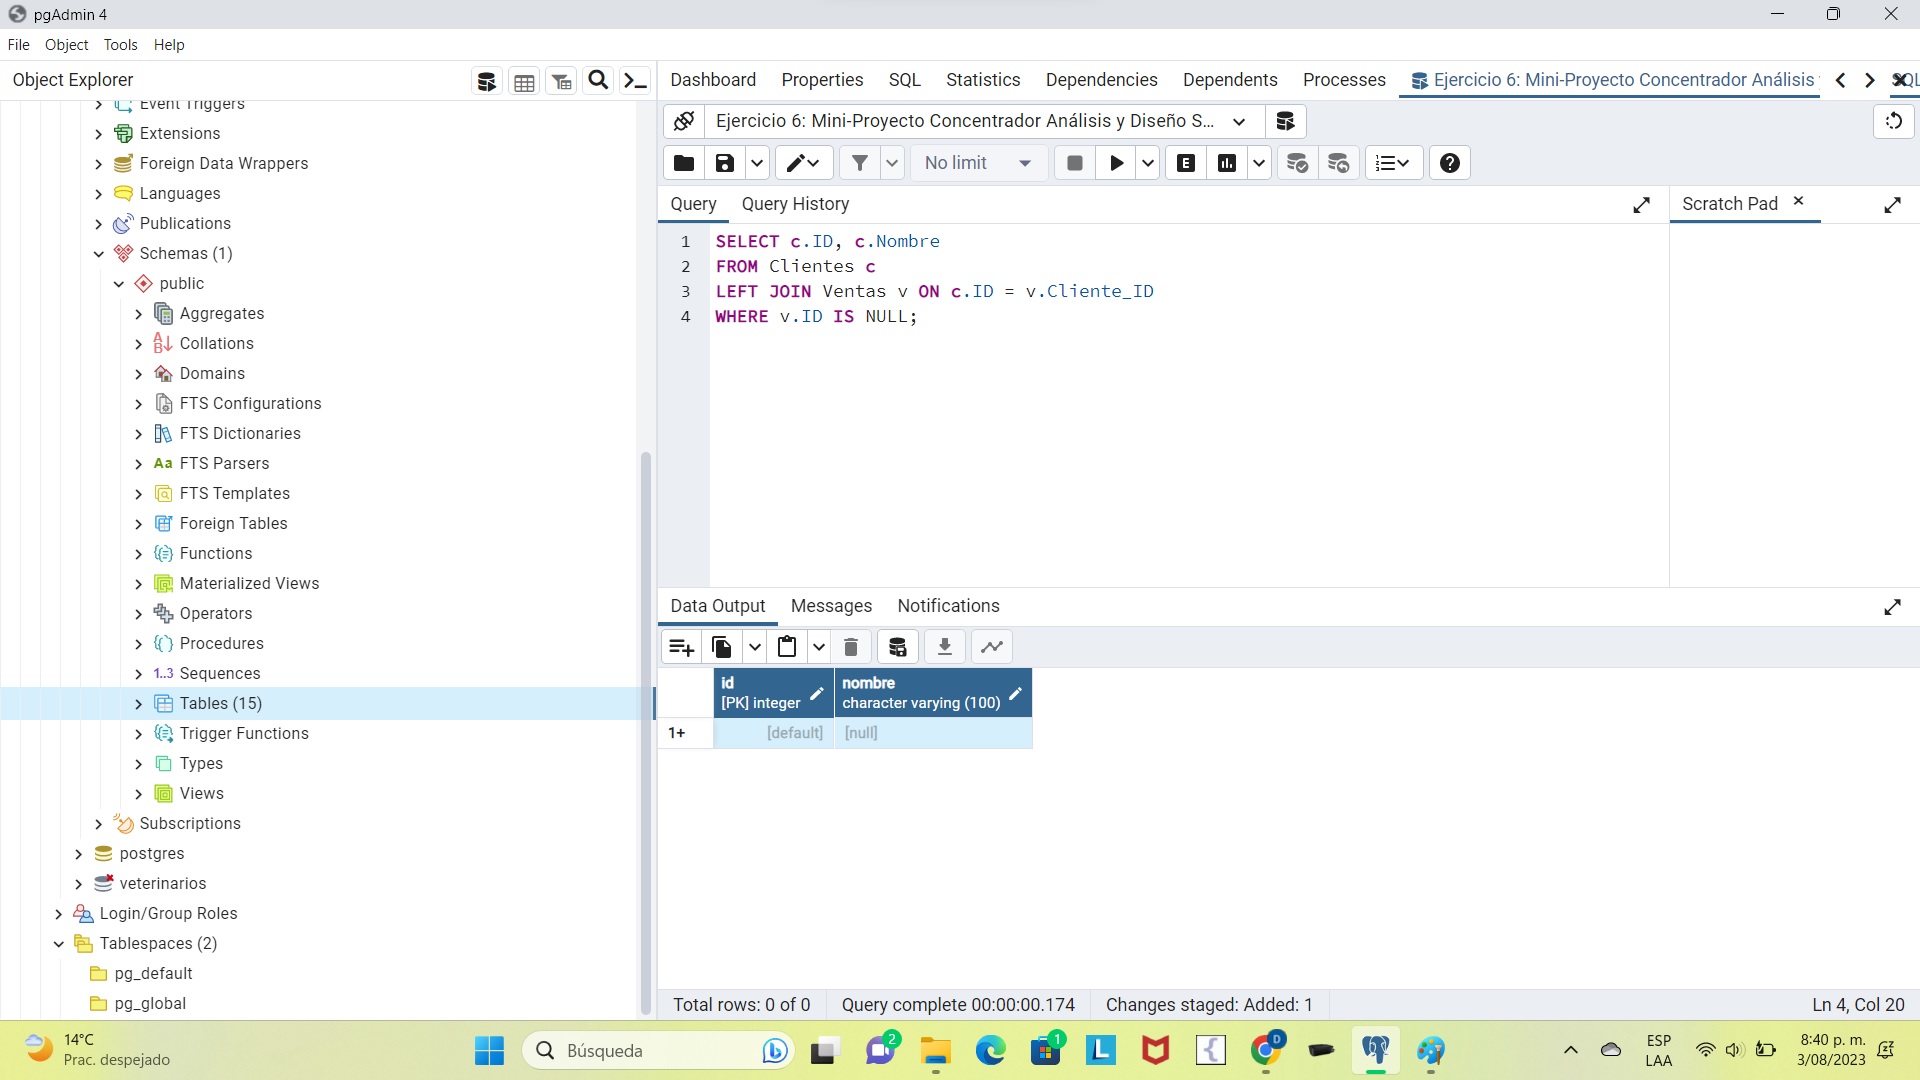 pgAdmin 4
File Object Tools Help
Object Explorer
Event Triggers
Extensions
Foreign Data Wrappers
Languages
Publications
Schemas (1)
public
Aggregates
Collations
Domains
FTS Configurations
FTS Dictionaries
Aa FTS Parsers
FTS Templates
Foreign Tables
Functions
Materialized Views
Operators
Procedures
1..3 Sequences
Tables (15)
Trigger Functions
Types
Views
Subscriptions
postgres
veterinarios
Login/Group Roles
Tablespaces (2)
pg_default
pg_global
Dashboard Properties SQL Statistics Dependencies Dependents Processes Ejercicio 6: Mini-Proyecto Concentrador Análisis
Ejercicio 6: Mini-Proyecto Concentrador Análisis y Diseño S...
No limit
E
Query Query History
Scratch Pad
1 SELECT c.ID, c.Nombre
2 FROM Clientes c
3 LEFT JOIN Ventas v ON c.ID = v.Cliente_ID
4 WHERE v.ID IS NULL;
Data Output Messages Notifications
id nombre
[PK] integer character varying (100)
1+ [default] [null]
Total rows: 0 of 0 Query complete 00:00:00.174 Changes staged: Added: 1 Ln 4, Col 20
14°C
Prac. despejado
Búsqueda
2
1
L
D
ESP
LAA
8:40 p. m.
3/08/2023